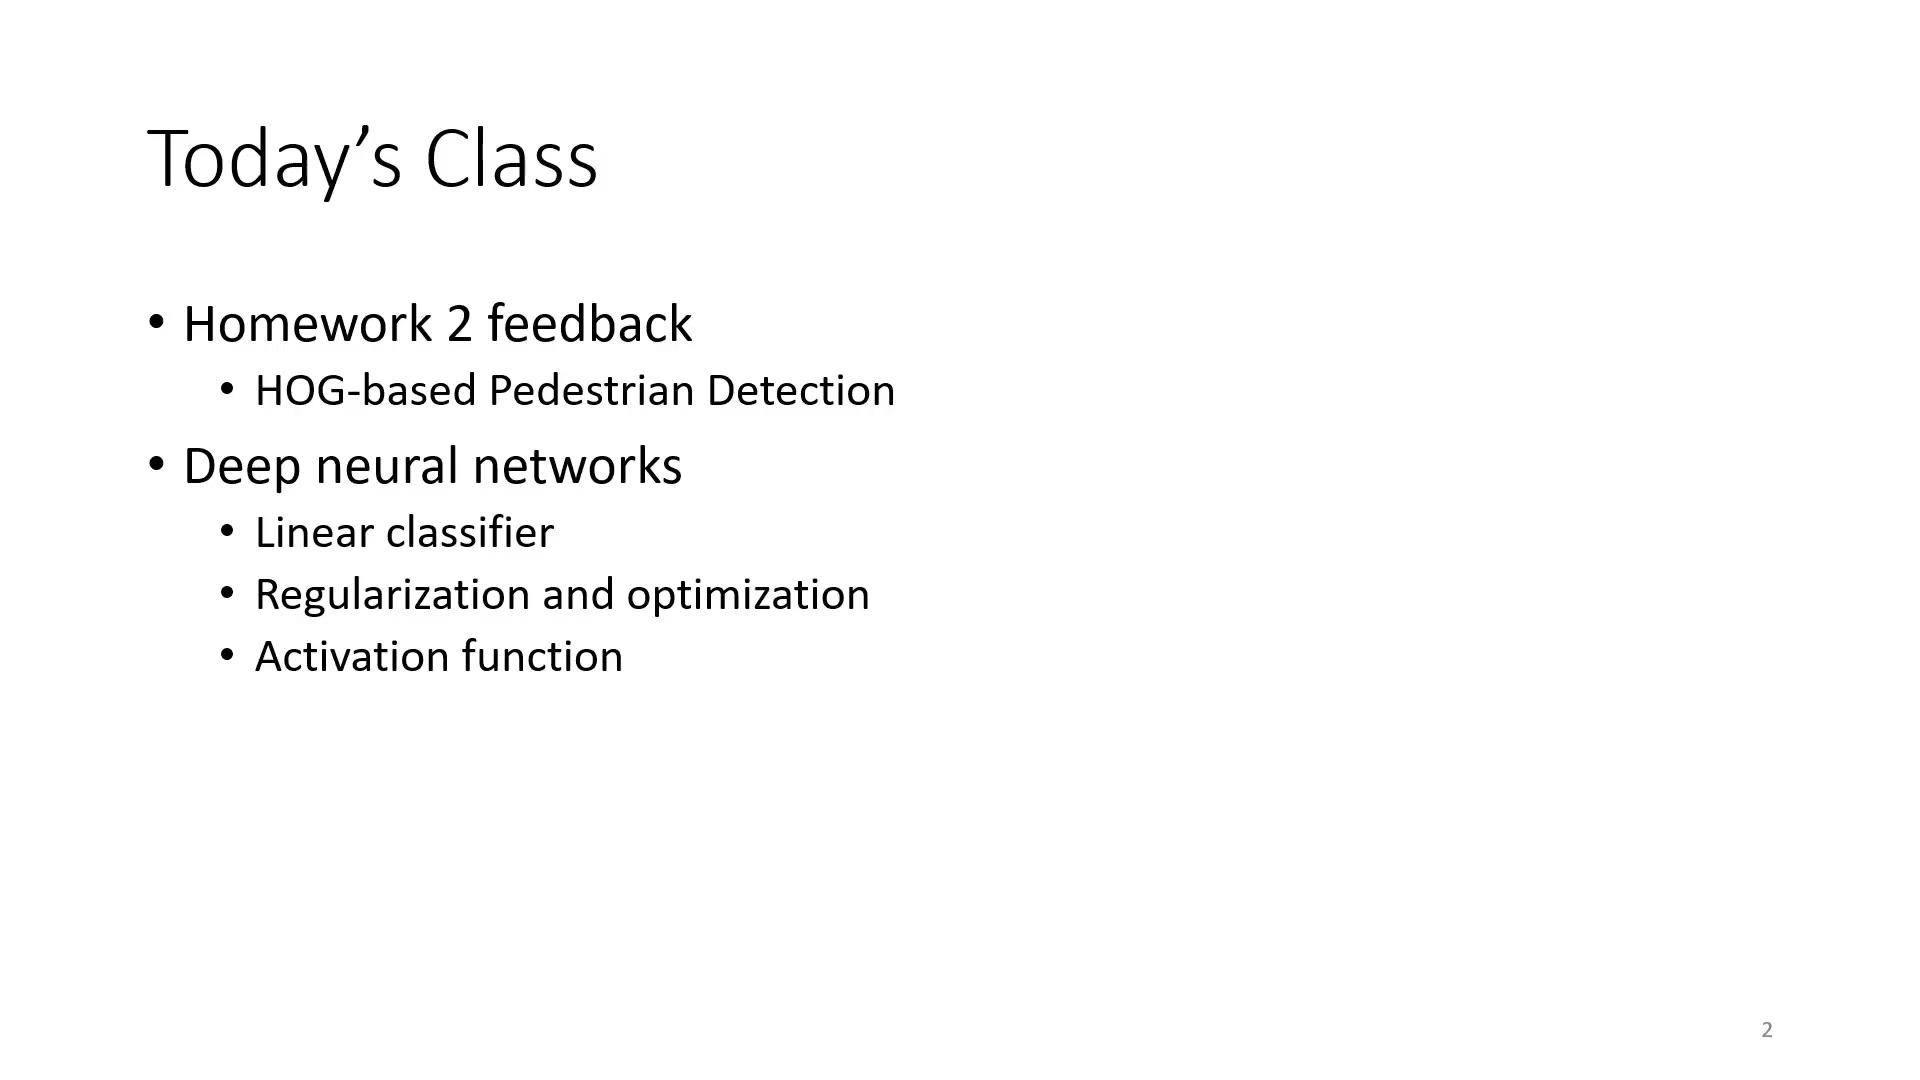 Today’s Class
• Homework 2 feedback
• HOG-based Pedestrian Detection
• Deep neural networks
• Linear classifier
• Regularization and optimization
• Activation function
2